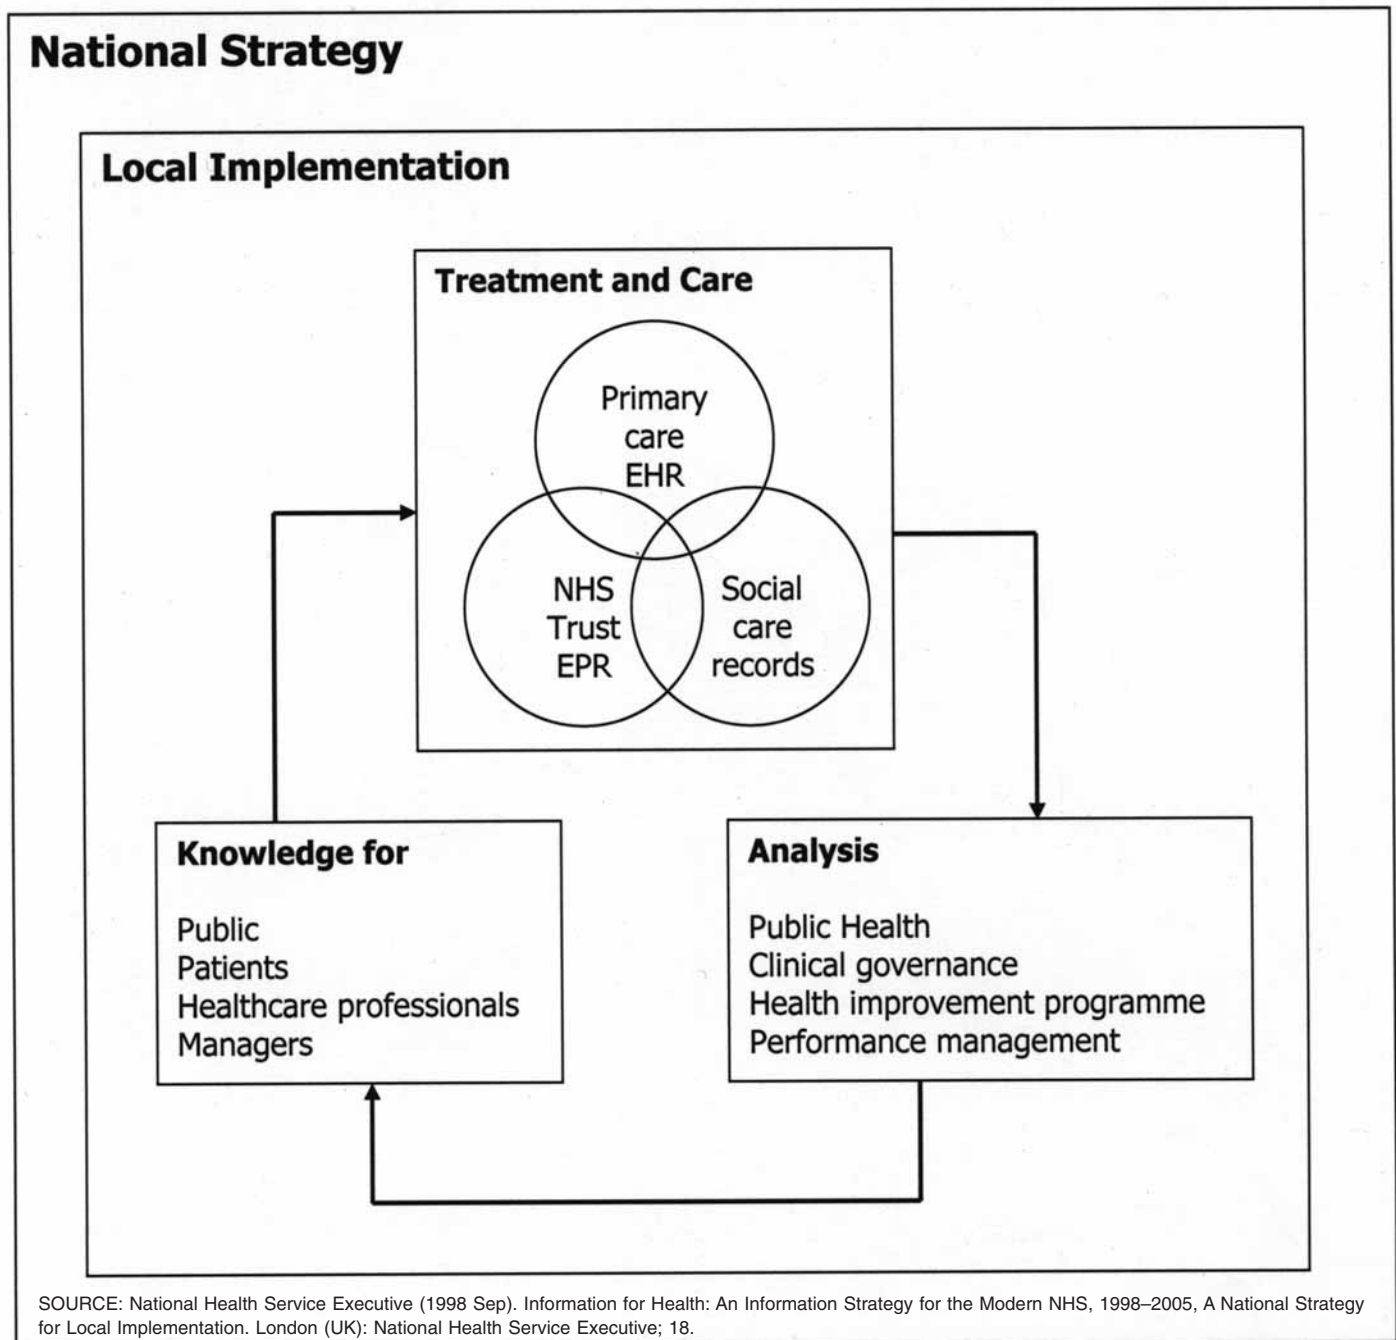 National Strategy
Local Implementation
Treatment and Care
Primary
care
EHR
NHS
Trust
EPR
Social
care
records
Knowledge for
Public
Patients
Healthcare professionals
Managers
Analysis
Public Health
Clinical governance
Health improvement programme
Performance management
SOURCE: National Health Service Executive (1998 Sep). Information for Health: An Information Strategy for the Modern NHS, 1998–2005, A National Strategy
for Local Implementation. London (UK): National Health Service Executive; 18.